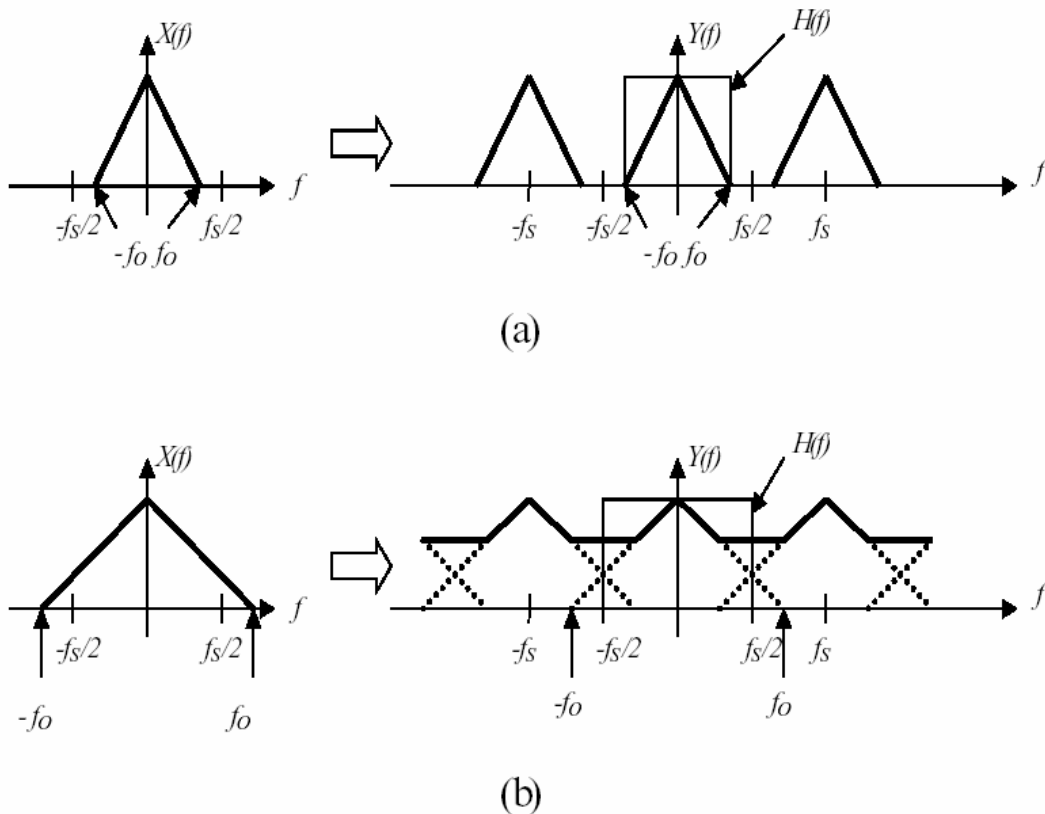 X(f)
Y(f)
H(f)
f
f
-fs/2
fs/2
-fo fo
-fs
-fs/2
fs/2
fs
-fo fo
(a)
X(f)
Y(f)
H(f)
f
f
-fs/2
fs/2
-fs
-fs/2
fs/2
fs
-fo
fo
-fo
fo
(b)